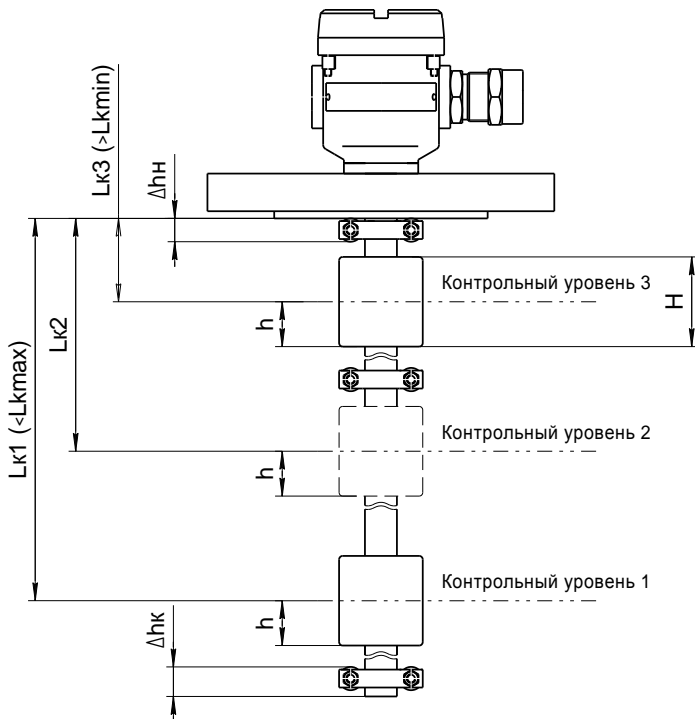 Lк3 (>Lkmin)
Δhн
Контрольный уровень 3
H
h
Lк2
Lк1 (<Lkmax)
Контрольный уровень 2
h
Контрольный уровень 1
h
Δhк